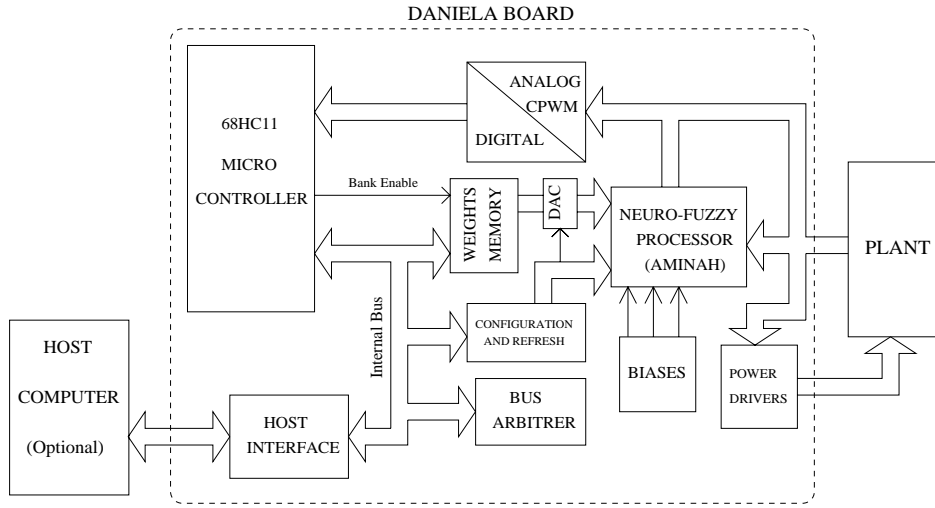 DANIELA BOARD
68HC11
MICRO
CONTROLLER
ANALOG
CPWM
DIGITAL
Bank Enable
WEIGHTS
MEMORY
DAC
NEURO-FUZZY
PROCESSOR
(AMINAH)
PLANT
Internal Bus
CONFIGURATION
AND REFRESH
BIASES
POWER
DRIVERS
HOST
COMPUTER
(Optional)
HOST
INTERFACE
BUS
ARBITRER